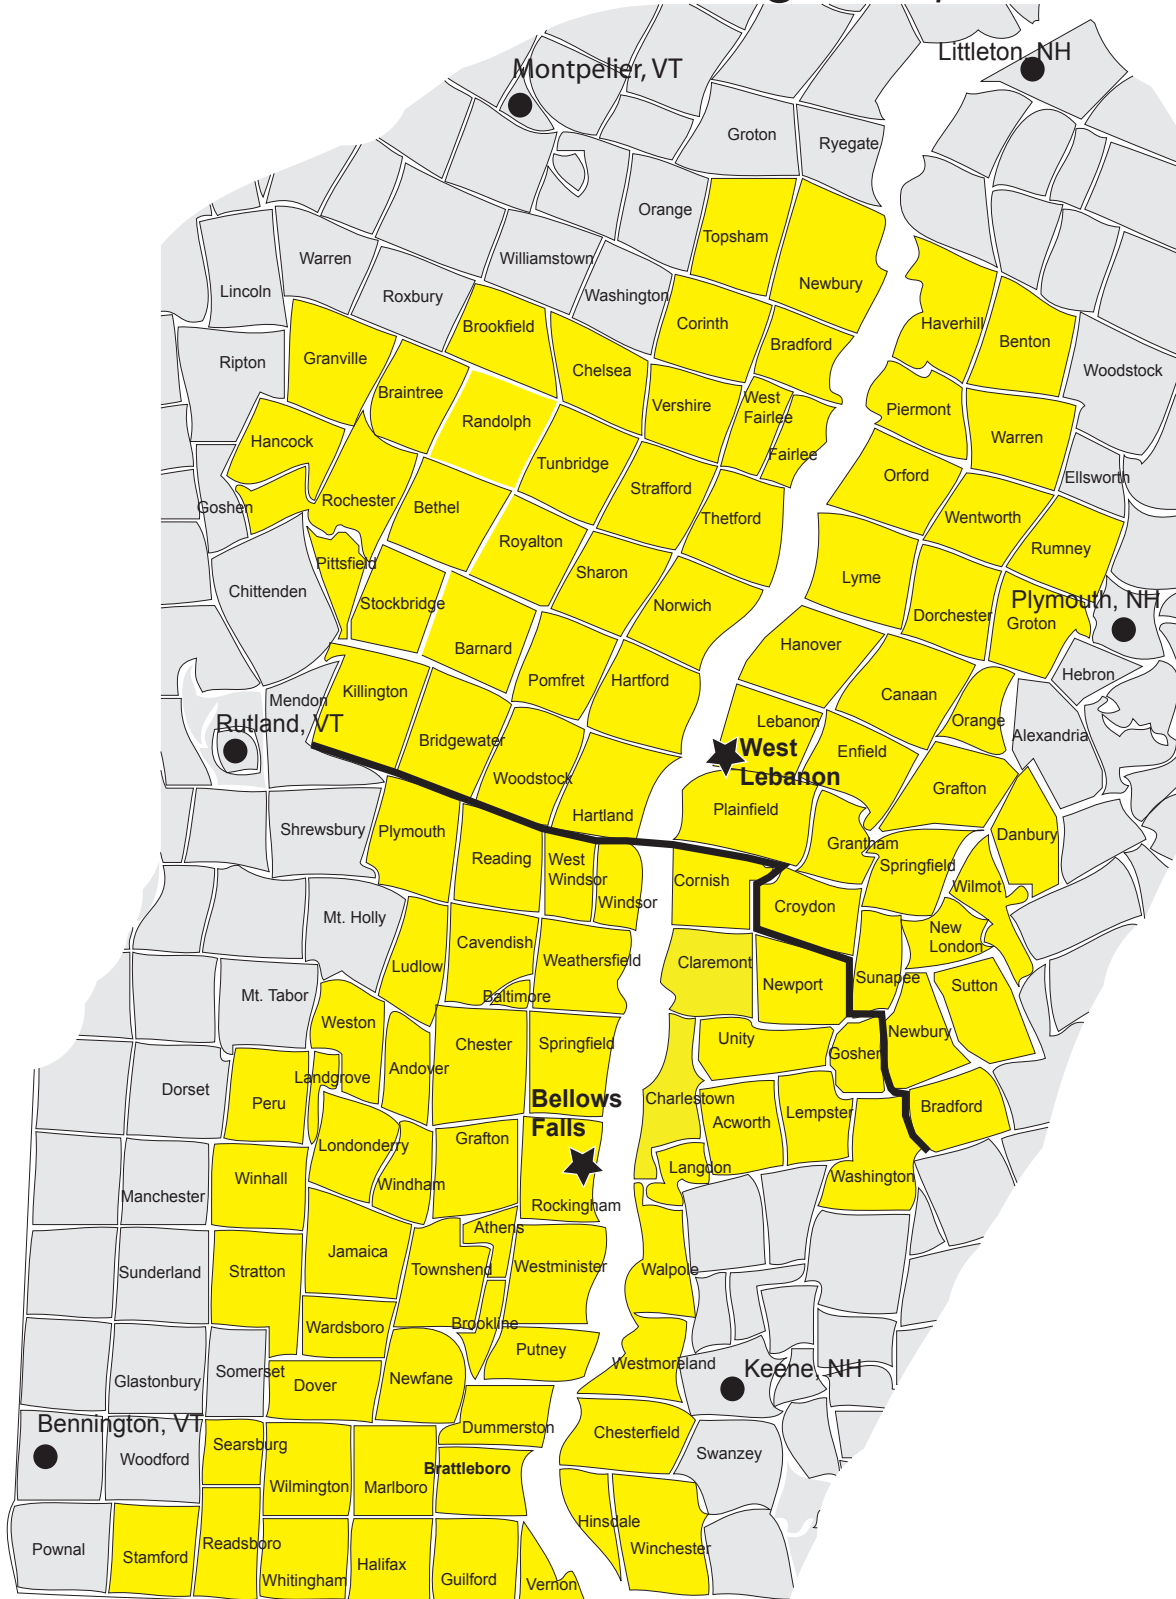 Littleton, NH
Montpelier, VT
Groton
Ryegate
Orange
Topsham
Warren
Williamstown
Newbury
Lincoln
Roxbury
Washington
Brookfield
Corinth
Haverhill
Granville
Bradford
Benton
Ripton
Chelsea
Woodstock
Braintree
Vershire
West
Fairlee
Piermont
Randolph
Warren
Hancock
Tunbridge
Fairlee
Orford
Ellsworth
Strafford
Goshen
Rochester
Bethel
Thetford
Wentworth
Royalton
Rumney
Pittsfield
Sharon
Lyme
Chittenden
Stockbridge
Norwich
Plymouth, NH
Dorchester
Groton
Barnard
Hanover
Hebron
Pomfret
Hartford
Killington
Canaan
Mendon
Rutland, VT
Lebanon
Orange
Alexandria
Bridgewater
West
Lebanon
Enfield
Woodstock
Grafton
Plainfield
Hartland
Shrewsbury
Plymouth
Danbury
Grantham
Reading
West
Windsor
Springfield
Cornish
Wilmot
Windsor
Croydon
Mt. Holly
New
London
Cavendish
Weathersfield
Claremont
Ludlow
Sunapee
Newport
Sutton
Mt. Tabor
Baltimore
Weston
Newbury
Unity
Chester
Springfield
Goshen
Andover
Landgrove
Dorset
Peru
Bellows
Falls
Charlestown
Bradford
Lempster
Acworth
Londonderry
Grafton
Langdon
Winhall
Washington
Windham
Manchester
Rockingham
Athens
Jamaica
Sunderland
Stratton
Townshend
Westminister
Walpole
Wardsboro
Brookline
Putney
Westmoreland
Keene, NH
Somerset
Glastonbury
Dover
Newfane
Bennington, VT
Dummerston
Chesterfield
Searsburg
Swanzey
Woodford
Brattleboro
Wilmington
Marlboro
Hinsdale
Readsboro
Winchester
Pownal
Stamford
Halifax
Whitingham
Guilford
Vernon